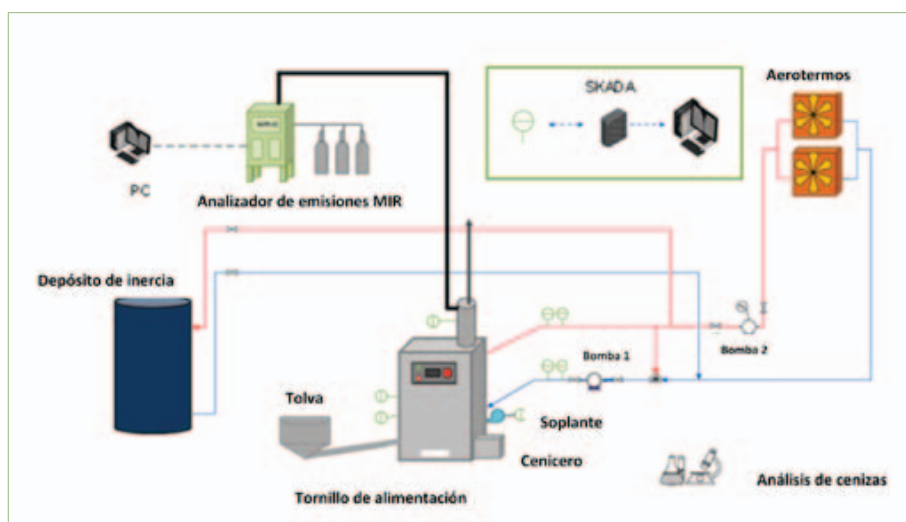 Aerotermos
SKADA
PC
Analizador de emisiones MIR
Depósito de inercia
Bomba 2
Bomba 1
Tolva
Soplante
Cenicero
Tornillo de alimentación
Análisis de cenizas